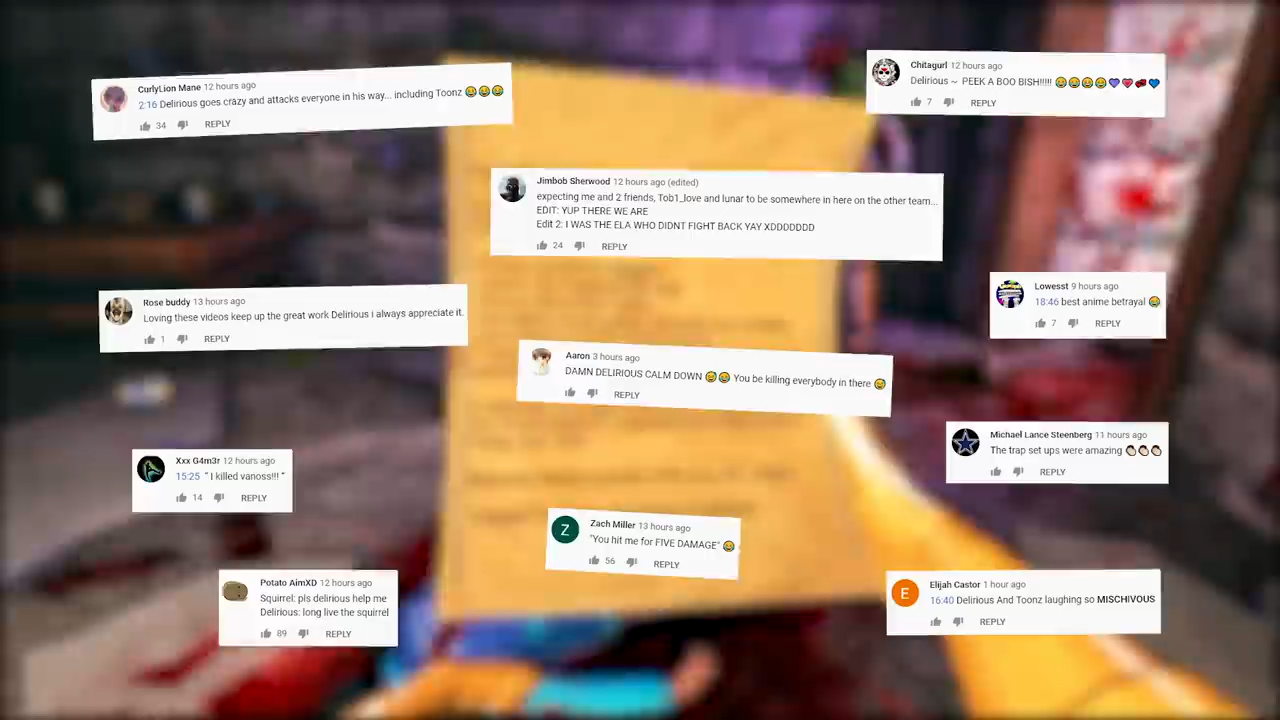 CurlyLion Mane 12 hours ago
2:16 Delirious goes crazy and attacks everyone in his way... including Toonz 😂😂😂
34 REPLY
Chitagurl 12 hours ago
Delirious ~ PEEK A BOO BISH!!!!! 😂😂😂😂💜💗💋💙
7 REPLY
Jimbob Sherwood 12 hours ago (edited)
expecting me and 2 friends, Tob1_love and lunar to be somewhere in here on the other team...
EDIT: YUP THERE WE ARE
Edit 2: I WAS THE ELA WHO DIDNT FIGHT BACK YAY XDDDDDDD
24 REPLY
Lowesst 9 hours ago
18:46 best anime betrayal 😂
7 REPLY
Rose buddy 13 hours ago
Loving these videos keep up the great work Delirious i always appreciate it.
1 REPLY
Aaron 3 hours ago
DAMN DELIRIOUS CALM DOWN 😂😂 You be killing everybody in there 😅
REPLY
Michael Lance Steenberg 11 hours ago
The trap set ups were amazing 👌🏻👌🏻👌🏻
REPLY
Xxx G4m3r 12 hours ago
15:25 " I killed vanoss!!! "
14 REPLY
Zach Miller 13 hours ago
"You hit me for FIVE DAMAGE" 😂
56 REPLY
Z
Potato AimXD 12 hours ago
Squirrel: pls delirious help me
Delirious: long live the squirrel
89 REPLY
Elijah Castor 1 hour ago
16:40 Delirious And Toonz laughing so MISCHIVOUS
REPLY
E